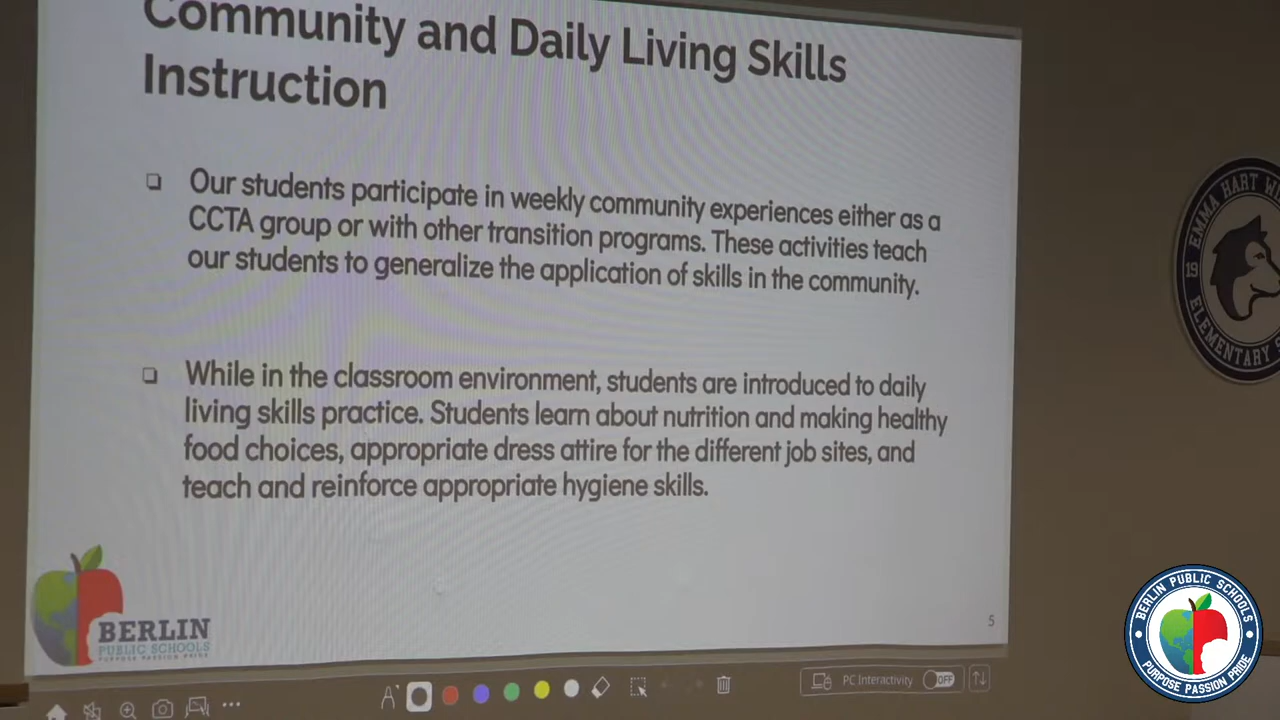 Community and Daily Living Skills
Instruction
❏ Our students participate in weekly community experiences either as a
CCTA group or with other transition programs. These activities teach
our students to generalize the application of skills in the community.
❏ While in the classroom environment, students are introduced to daily
living skills practice. Students learn about nutrition and making healthy
food choices, appropriate dress attire for the different job sites, and
teach and reinforce appropriate hygiene skills.
BERLIN
PUBLIC SCHOOLS
PURPOSE PASSION PRIDE
5
PC Interactivity OFF
EMMA HART
19
ELEMENTARY
BERLIN PUBLIC SCHOOLS
PURPOSE PASSION PRIDE